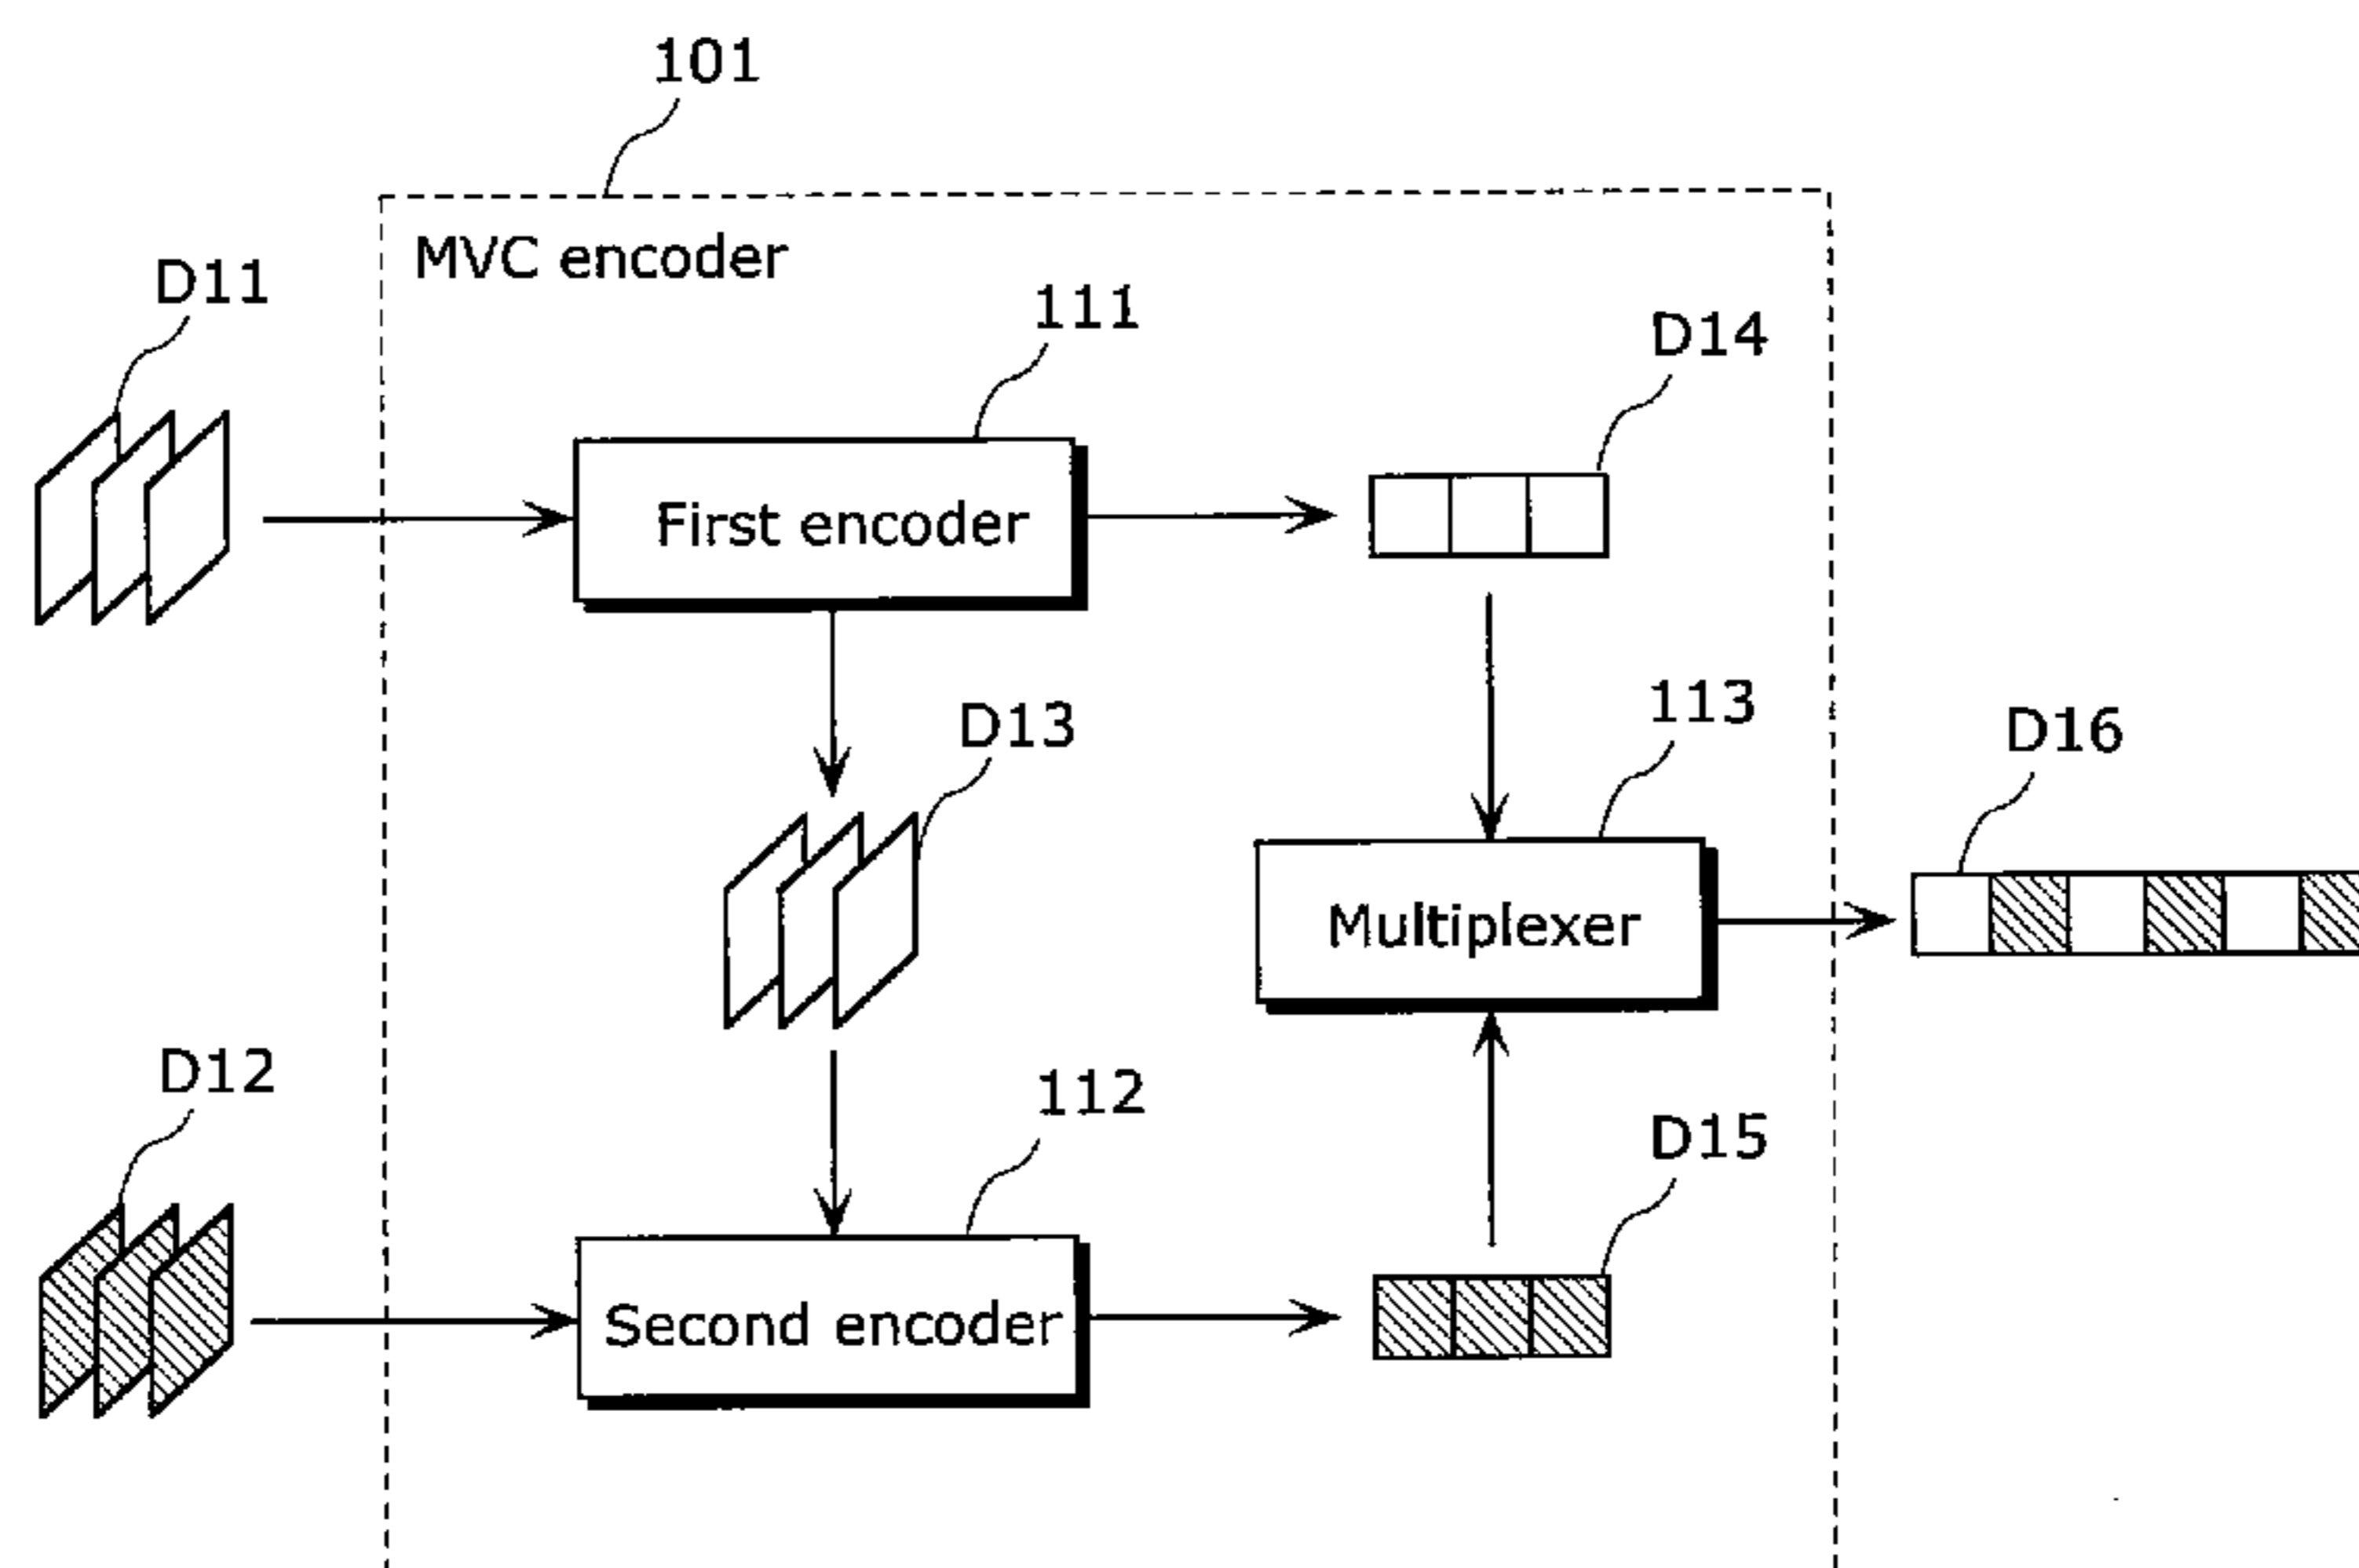 101
MVC encoder
D11
111
D14
First encoder
D13
113
D16
Multiplexer
D12
112
D15
Second encoder